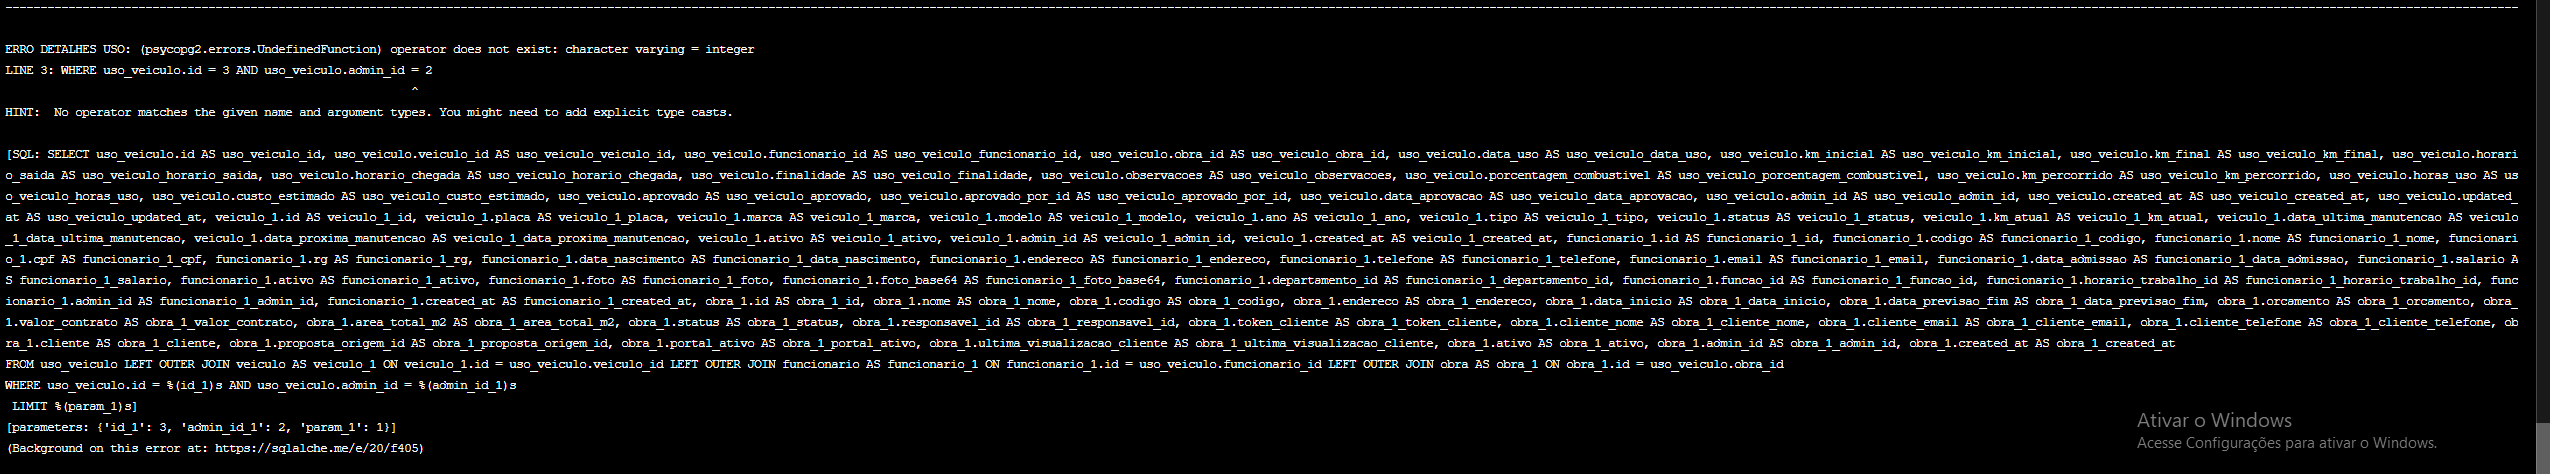 ERRO DETALHES USO: (psycopg2.errors.UndefinedFunction) operator does not exist: character varying = integer
LINE 3: WHERE uso_veiculo.id = 3 AND uso_veiculo.admin_id = 2
^
HINT:  No operator matches the given name and argument types. You might need to add explicit type casts.
[SQL: SELECT uso_veiculo.id AS uso_veiculo_id, uso_veiculo.veiculo_id AS uso_veiculo_veiculo_id, uso_veiculo.funcionario_id AS uso_veiculo_funcionario_id, uso_veiculo.obra_id AS uso_veiculo_obra_id, uso_veiculo.data_uso AS uso_veiculo_data_uso, uso_veiculo.km_inicial AS uso_veiculo_km_inicial, uso_veiculo.km_final AS uso_veiculo_km_final, uso_veiculo.horari
o_saida AS uso_veiculo_horario_saida, uso_veiculo.horario_chegada AS uso_veiculo_horario_chegada, uso_veiculo.finalidade AS uso_veiculo_finalidade, uso_veiculo.observacoes AS uso_veiculo_observacoes, uso_veiculo.porcentagem_combustivel AS uso_veiculo_porcentagem_combustivel, uso_veiculo.km_percorrido AS uso_veiculo_km_percorrido, uso_veiculo.horas_uso AS us
o_veiculo_horas_uso, uso_veiculo.custo_estimado AS uso_veiculo_custo_estimado, uso_veiculo.aprovado AS uso_veiculo_aprovado, uso_veiculo.aprovado_por_id AS uso_veiculo_aprovado_por_id, uso_veiculo.data_aprovacao AS uso_veiculo_data_aprovacao, uso_veiculo.admin_id AS uso_veiculo_admin_id, uso_veiculo.created_at AS uso_veiculo_created_at, uso_veiculo.updated_
at AS uso_veiculo_updated_at, veiculo_1.id AS veiculo_1_id, veiculo_1.placa AS veiculo_1_placa, veiculo_1.marca AS veiculo_1_marca, veiculo_1.modelo AS veiculo_1_modelo, veiculo_1.ano AS veiculo_1_ano, veiculo_1.tipo AS veiculo_1_tipo, veiculo_1.status AS veiculo_1_status, veiculo_1.km_atual AS veiculo_1_km_atual, veiculo_1.data_ultima_manutencao AS veiculo
_1_data_ultima_manutencao, veiculo_1.data_proxima_manutencao AS veiculo_1_data_proxima_manutencao, veiculo_1.ativo AS veiculo_1_ativo, veiculo_1.admin_id AS veiculo_1_admin_id, veiculo_1.created_at AS veiculo_1_created_at, funcionario_1.id AS funcionario_1_id, funcionario_1.codigo AS funcionario_1_codigo, funcionario_1.nome AS funcionario_1_nome, funcionari
o_1.cpf AS funcionario_1_cpf, funcionario_1.rg AS funcionario_1_rg, funcionario_1.data_nascimento AS funcionario_1_data_nascimento, funcionario_1.endereco AS funcionario_1_endereco, funcionario_1.telefone AS funcionario_1_telefone, funcionario_1.email AS funcionario_1_email, funcionario_1.data_admissao AS funcionario_1_data_admissao, funcionario_1.salario A
S funcionario_1_salario, funcionario_1.ativo AS funcionario_1_ativo, funcionario_1.foto AS funcionario_1_foto, funcionario_1.foto_base64 AS funcionario_1_foto_base64, funcionario_1.departamento_id AS funcionario_1_departamento_id, funcionario_1.funcao_id AS funcionario_1_funcao_id, funcionario_1.horario_trabalho_id AS funcionario_1_horario_trabalho_id, func
ionario_1.admin_id AS funcionario_1_admin_id, funcionario_1.created_at AS funcionario_1_created_at, obra_1.id AS obra_1_id, obra_1.nome AS obra_1_nome, obra_1.codigo AS obra_1_codigo, obra_1.endereco AS obra_1_endereco, obra_1.data_inicio AS obra_1_data_inicio, obra_1.data_previsao_fim AS obra_1_data_previsao_fim, obra_1.orcamento AS obra_1_orcamento, obra_
1.valor_contrato AS obra_1_valor_contrato, obra_1.area_total_m2 AS obra_1_area_total_m2, obra_1.status AS obra_1_status, obra_1.responsavel_id AS obra_1_responsavel_id, obra_1.token_cliente AS obra_1_token_cliente, obra_1.cliente_nome AS obra_1_cliente_nome, obra_1.cliente_email AS obra_1_cliente_email, obra_1.cliente_telefone AS obra_1_cliente_telefone, ob
ra_1.cliente AS obra_1_cliente, obra_1.proposta_origem_id AS obra_1_proposta_origem_id, obra_1.portal_ativo AS obra_1_portal_ativo, obra_1.ultima_visualizacao_cliente AS obra_1_ultima_visualizacao_cliente, obra_1.ativo AS obra_1_ativo, obra_1.admin_id AS obra_1_admin_id, obra_1.created_at AS obra_1_created_at
FROM uso_veiculo LEFT OUTER JOIN veiculo AS veiculo_1 ON veiculo_1.id = uso_veiculo.veiculo_id LEFT OUTER JOIN funcionario AS funcionario_1 ON funcionario_1.id = uso_veiculo.funcionario_id LEFT OUTER JOIN obra AS obra_1 ON obra_1.id = uso_veiculo.obra_id
WHERE uso_veiculo.id = %(id_1)s AND uso_veiculo.admin_id = %(admin_id_1)s
LIMIT %(param_1)s]
[parameters: {'id_1': 3, 'admin_id_1': 2, 'param_1': 1}]
(Background on this error at: https://sqlalche.me/e/20/f405)
Ativar o Windows
Acesse Configurações para ativar o Windows.